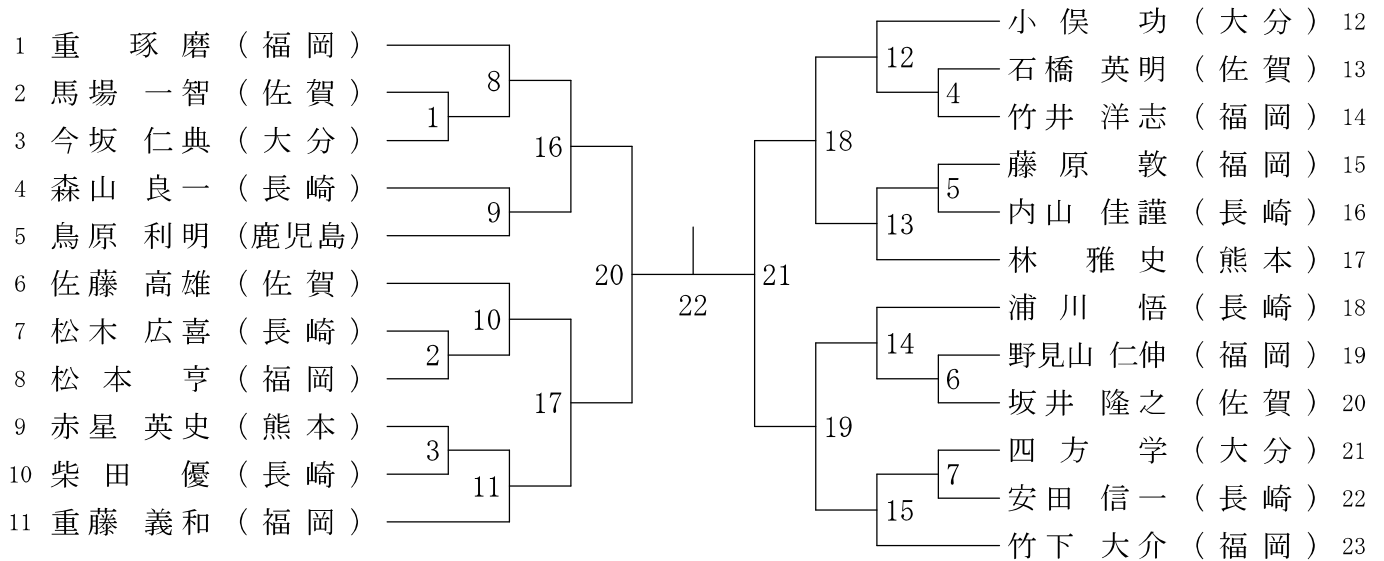 1 重 琢磨 (福岡)
2 馬場 一智 (佐賀)
3 今坂 仁典 (大分)
4 森山 良一 (長崎)
5 鳥原 利明 (鹿児島)
6 佐藤 高雄 (佐賀)
7 松木 広喜 (長崎)
8 松本 亨 (福岡)
9 赤星 英史 (熊本)
10 柴田 優 (長崎)
11 重藤 義和 (福岡)
8
1
16
9
20
10
2
17
3
11
22
12
4
18
5
13
21
14
6
19
7
15
小俣 功 (大分) 12
石橋 英明 (佐賀) 13
竹井 洋志 (福岡) 14
藤原 敦 (福岡) 15
内山 佳謹 (長崎) 16
林 雅史 (熊本) 17
浦川 悟 (長崎) 18
野見山 仁伸 (福岡) 19
坂井 隆之 (佐賀) 20
四方 学 (大分) 21
安田 信一 (長崎) 22
竹下 大介 (福岡) 23